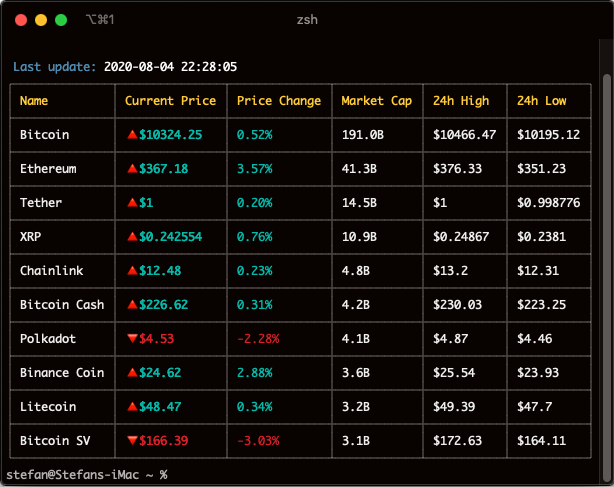 ⌥⌘1 zsh
Last update: 2020-08-04 22:28:05
Name Current Price Price Change Market Cap 24h High 24h Low
Bitcoin 🔺$10324.25 0.52% 191.0B $10466.47 $10195.12
Ethereum 🔺$367.18 3.57% 41.3B $376.33 $351.23
Tether 🔺$1 0.20% 14.5B $1 $0.998776
XRP 🔺$0.242554 0.76% 10.9B $0.24867 $0.2381
Chainlink 🔺$12.48 0.23% 4.8B $13.2 $12.31
Bitcoin Cash 🔺$226.62 0.31% 4.2B $230.03 $223.25
Polkadot 🔻$4.53 -2.28% 4.1B $4.87 $4.46
Binance Coin 🔺$24.62 2.88% 3.6B $25.54 $23.93
Litecoin 🔺$48.47 0.34% 3.2B $49.39 $47.7
Bitcoin SV 🔻$166.39 -3.03% 3.1B $172.63 $164.11
stefan@Stefans-iMac ~ %